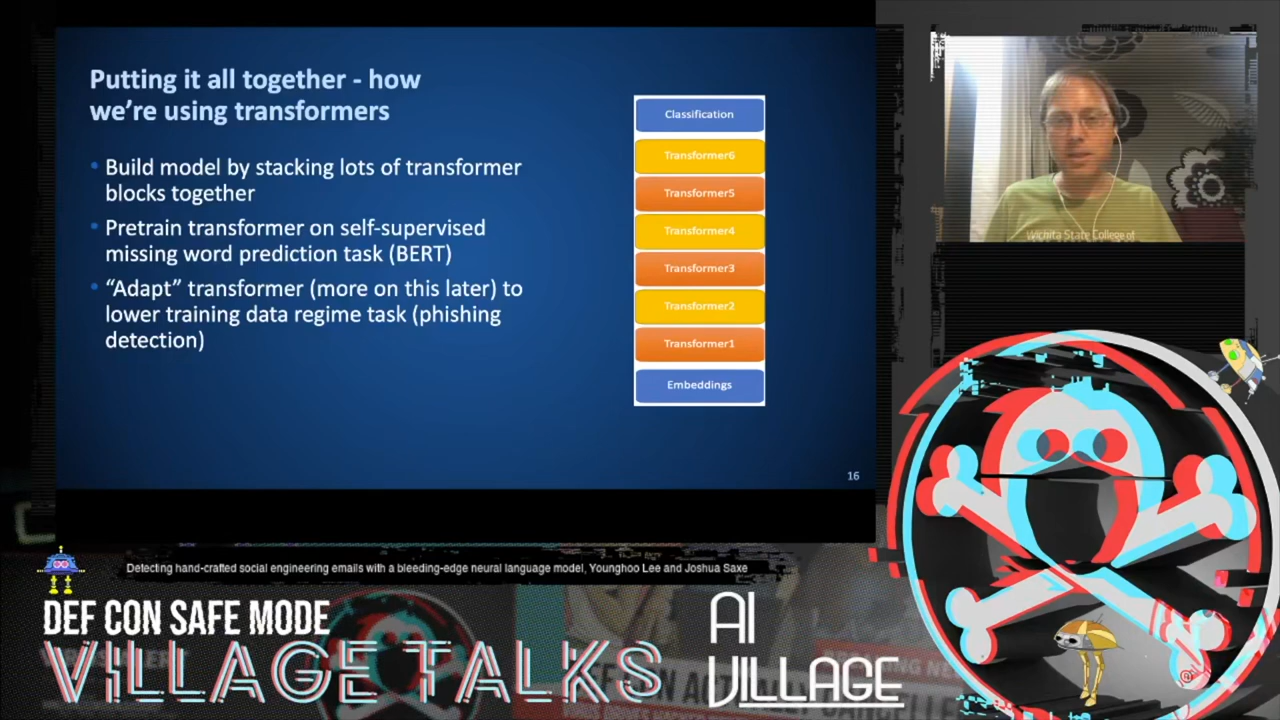 Putting it all together - how
we're using transformers
• Build model by stacking lots of transformer
blocks together
• Pretrain transformer on self-supervised
missing word prediction task (BERT)
• “Adapt” transformer (more on this later) to
lower training data regime task (phishing
detection)
Classification
Transformer6
Transformer5
Transformer4
Transformer3
Transformer2
Transformer1
Embeddings
16
Wichita State College of
Detecting hand-crafted social engineering emails with a bleeding-edge neural language model, Younghoo Lee and Joshua Saxe
DEF CON SAFE MODE
VILLAGE TALKS
AI
VILLAGE